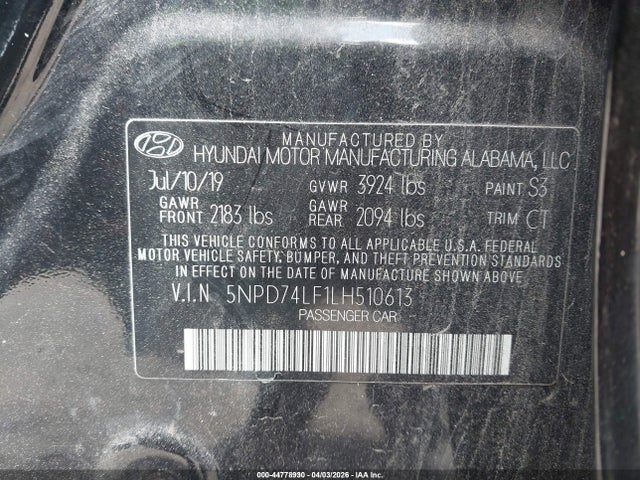 MANUFACTURED BY
HYUNDAI MOTOR MANUFACTURING ALABAMA, LLC
Jul/10/19 GVWR 3924 lbs PAINT S3
GAWR FRONT 2183 lbs GAWR REAR 2094 lbs TRIM CT
THIS VEHICLE CONFORMS TO ALL APPLICABLE U.S.A. FEDERAL
MOTOR VEHICLE SAFETY, BUMPER, AND THEFT PREVENTION STANDARDS
IN EFFECT ON THE DATE OF MANUFACTURE SHOWN ABOVE.
V.I.N 5NPD74LF1LH510613
PASSENGER CAR
000-44778930 - 04/03/2026 - IAA Inc.